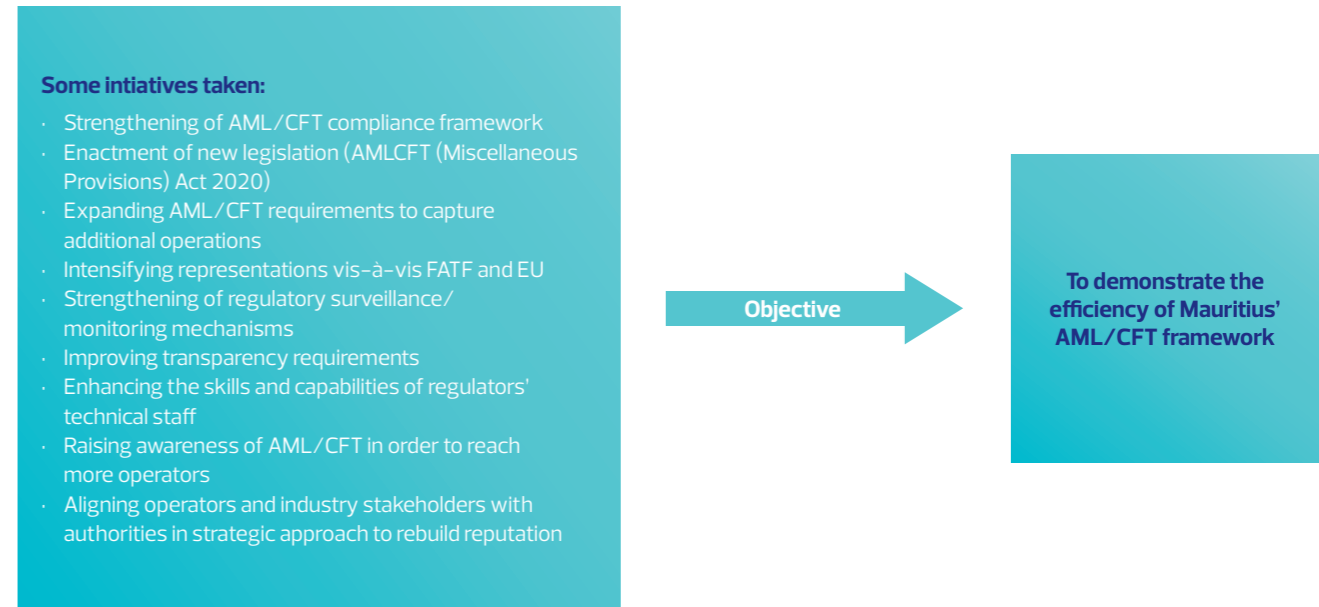 Some intiatives taken:
· Strengthening of AML/CFT compliance framework
· Enactment of new legislation (AMLCFT (Miscellaneous
Provisions) Act 2020)
· Expanding AML/CFT requirements to capture
additional operations
· Intensifying representations vis-à-vis FATF and EU
· Strengthening of regulatory surveillance/
monitoring mechanisms
· Improving transparency requirements
· Enhancing the skills and capabilities of regulators'
technical staff
· Raising awareness of AML/CFT in order to reach
more operators
· Aligning operators and industry stakeholders with
authorities in strategic approach to rebuild reputation
Objective
To demonstrate the
efficiency of Mauritius'
AML/CFT framework